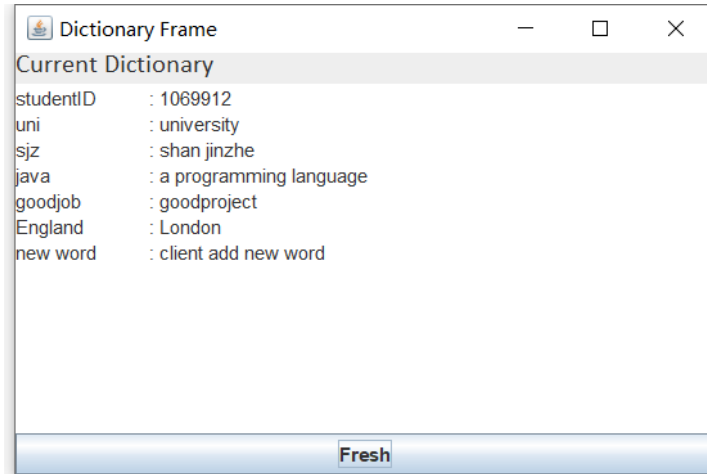 Dictionary Frame
Current Dictionary
studentID : 1069912
uni : university
sjz : shan jinzhe
java : a programming language
goodjob : goodproject
England : London
new word : client add new word
Fresh